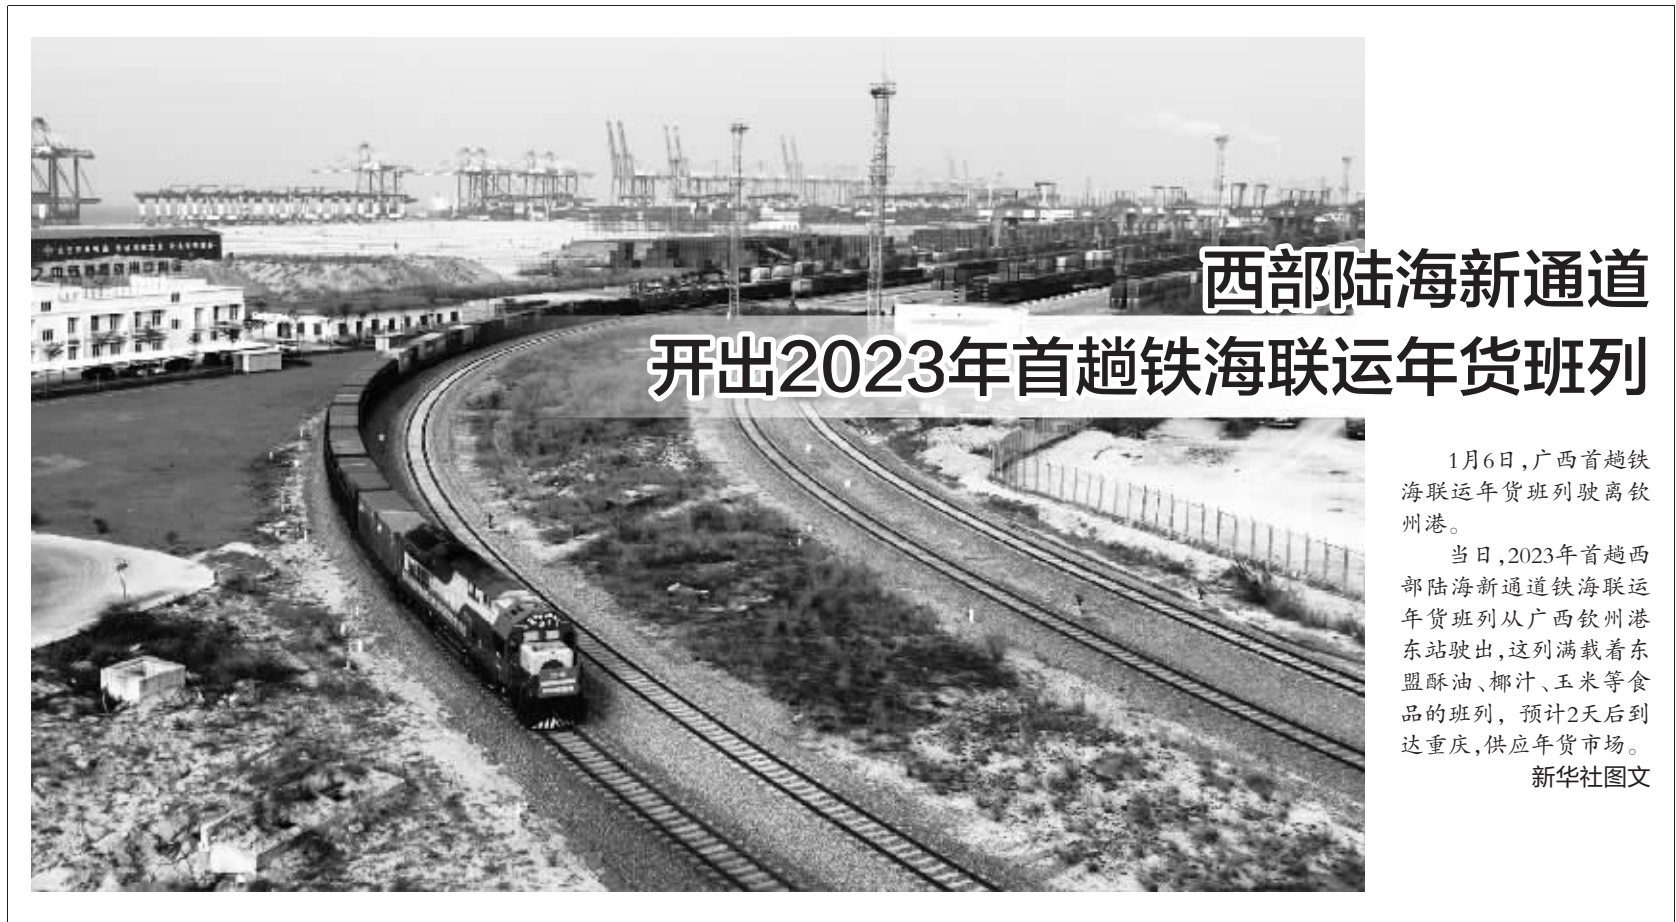 西部陆海新通道
开出2023年首趟铁海联运年货班列
1月6日，广西首趟铁
海联运年货班列驶离钦
州港。
当日，2023年首趟西
部陆海新通道铁海联运
年货班列从广西钦州港
东站驶出，这列满载着东
盟酥油、椰汁、玉米等食
品的班列，预计2天后到
达重庆，供应年货市场。
新华社图文